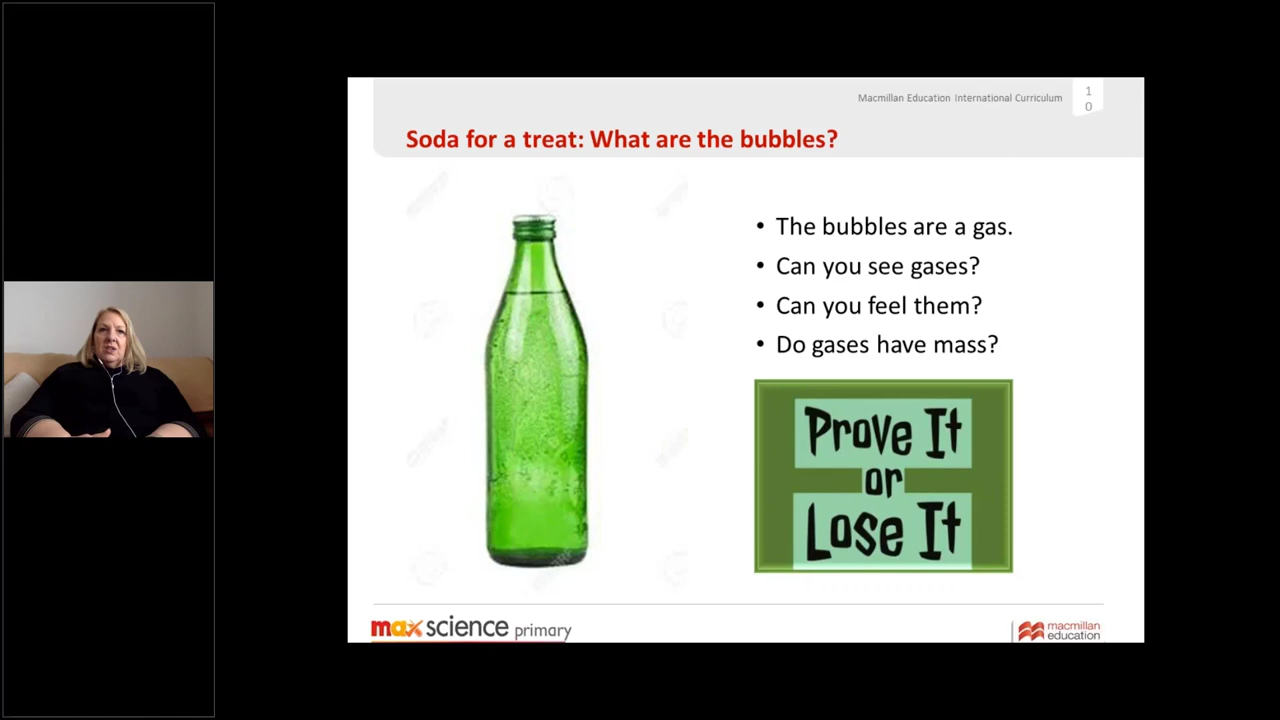 Macmillan Education International Curriculum
1
0
Soda for a treat: What are the bubbles?
• The bubbles are a gas.
• Can you see gases?
• Can you feel them?
• Do gases have mass?
Prove It
or
Lose It
max science primary
macmillan
education